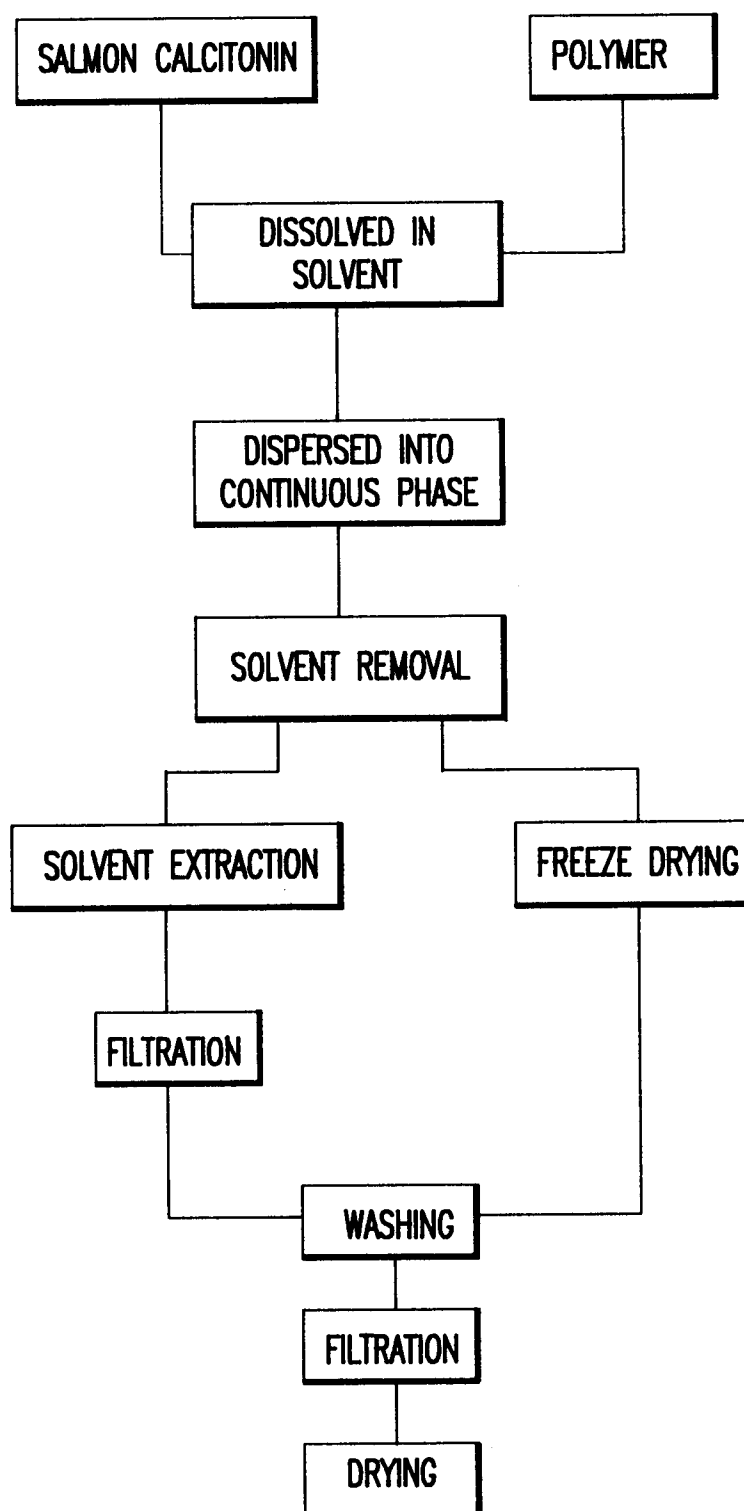 SALMON CALCITONIN
POLYMER
DISSOLVED IN
SOLVENT
DISPERSED INTO
CONTINUOUS PHASE
SOLVENT REMOVAL
SOLVENT EXTRACTION
FREEZE DRYING
FILTRATION
WASHING
FILTRATION
DRYING